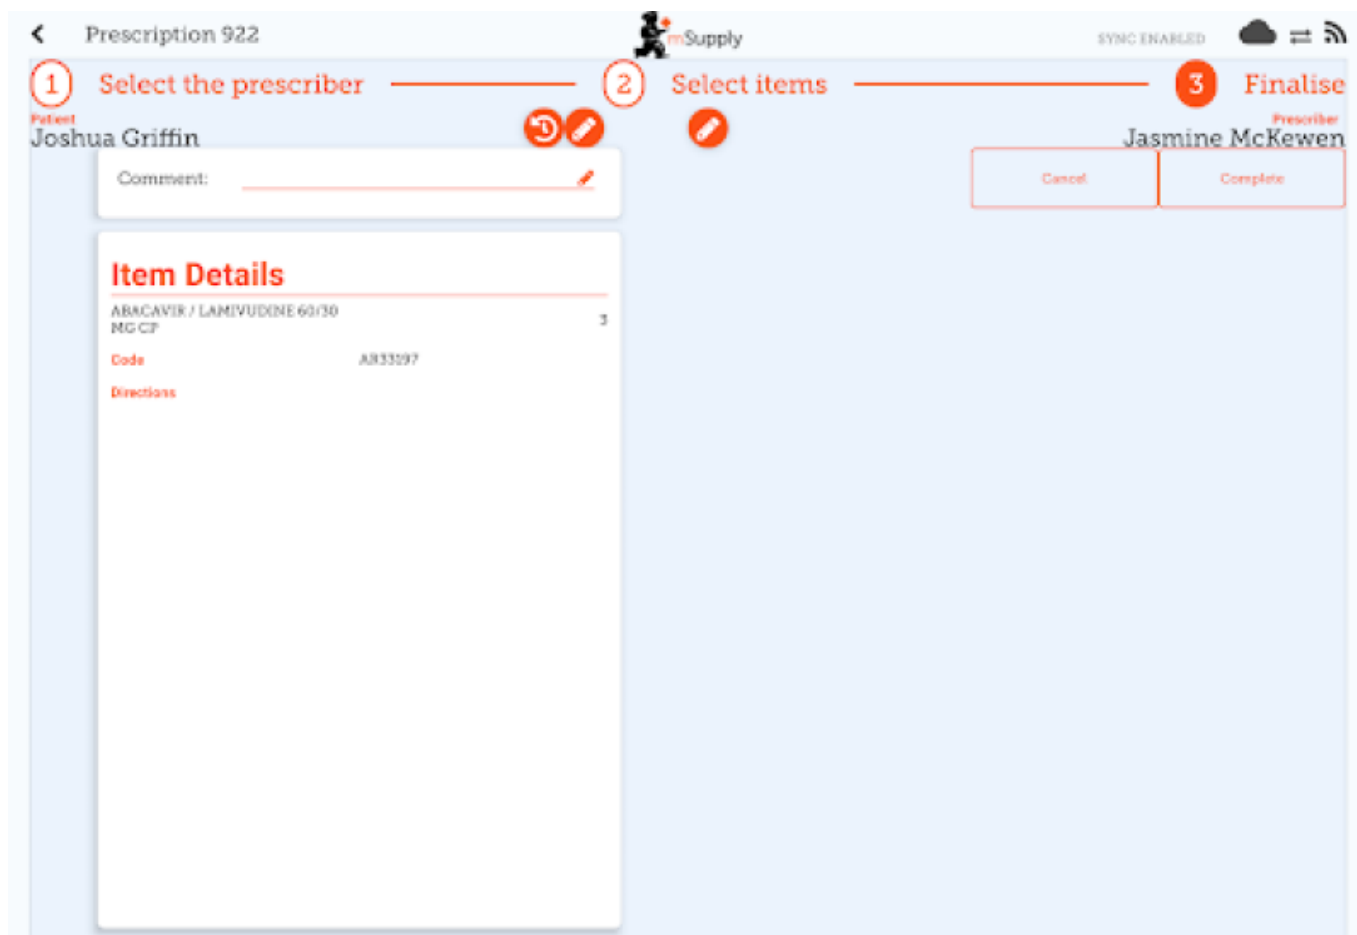 Prescription 922
mSupply
SYNC ENABLED
1 Select the prescriber
2 Select items
3 Finalise
Patient
Joshua Griffin
Prescriber
Jasmine McKewen
Comment:
Cancel
Complete
Item Details
ABACAVIR / LAMIVUDINE 60/30
MG CP
3
Code AR33197
Directions